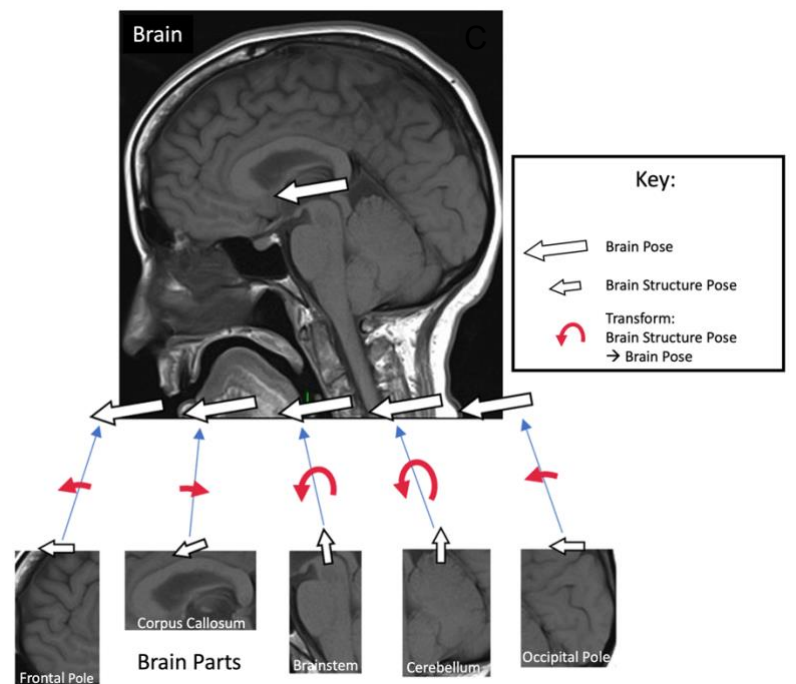 Brain
C
Key:
Brain Pose
Brain Structure Pose
Transform:
Brain Structure Pose
→ Brain Pose
Corpus Callosum
Frontal Pole
Brain Parts
Brainstem
Cerebellum
Occipital Pole